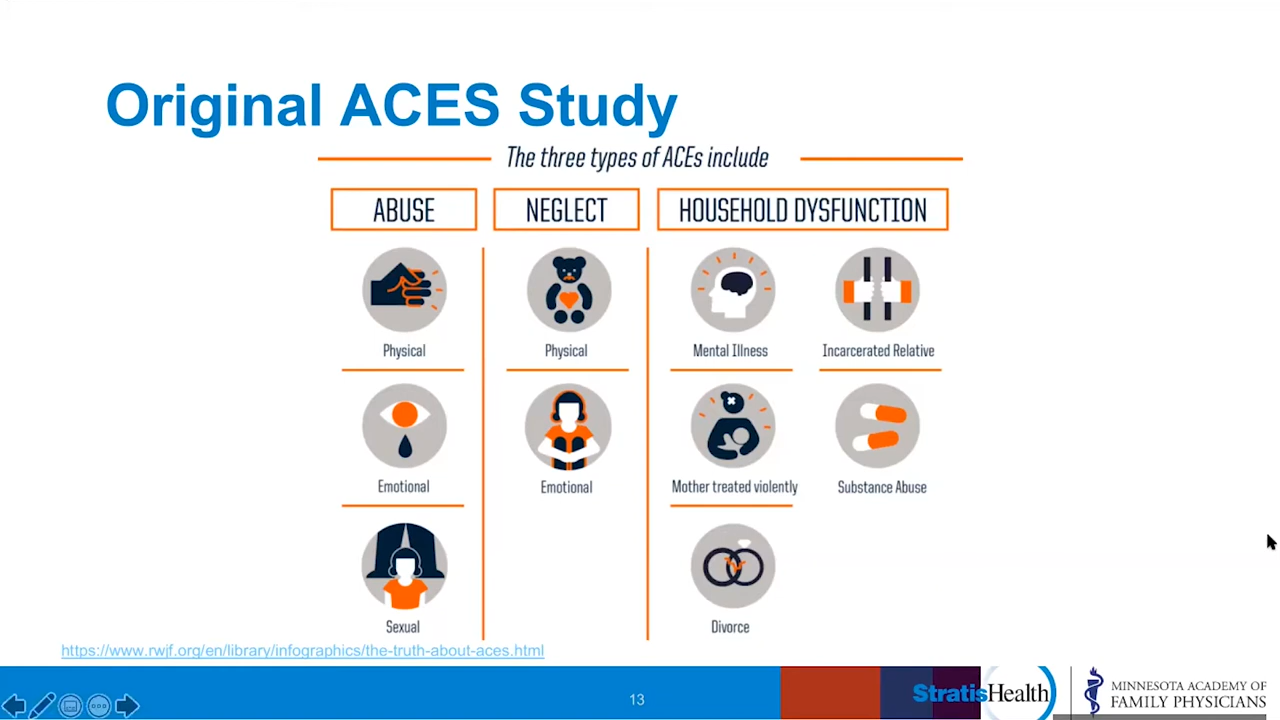 Original ACES Study
The three types of ACEs include
ABUSE
NEGLECT
HOUSEHOLD DYSFUNCTION
Physical
Physical
Mental Illness
Incarcerated Relative
Emotional
Emotional
Mother treated violently
Substance Abuse
Sexual
Divorce
https://www.rwjf.org/en/library/infographics/the-truth-about-aces.html
13
StratisHealth
MINNESOTA ACADEMY OF
FAMILY PHYSICIANS